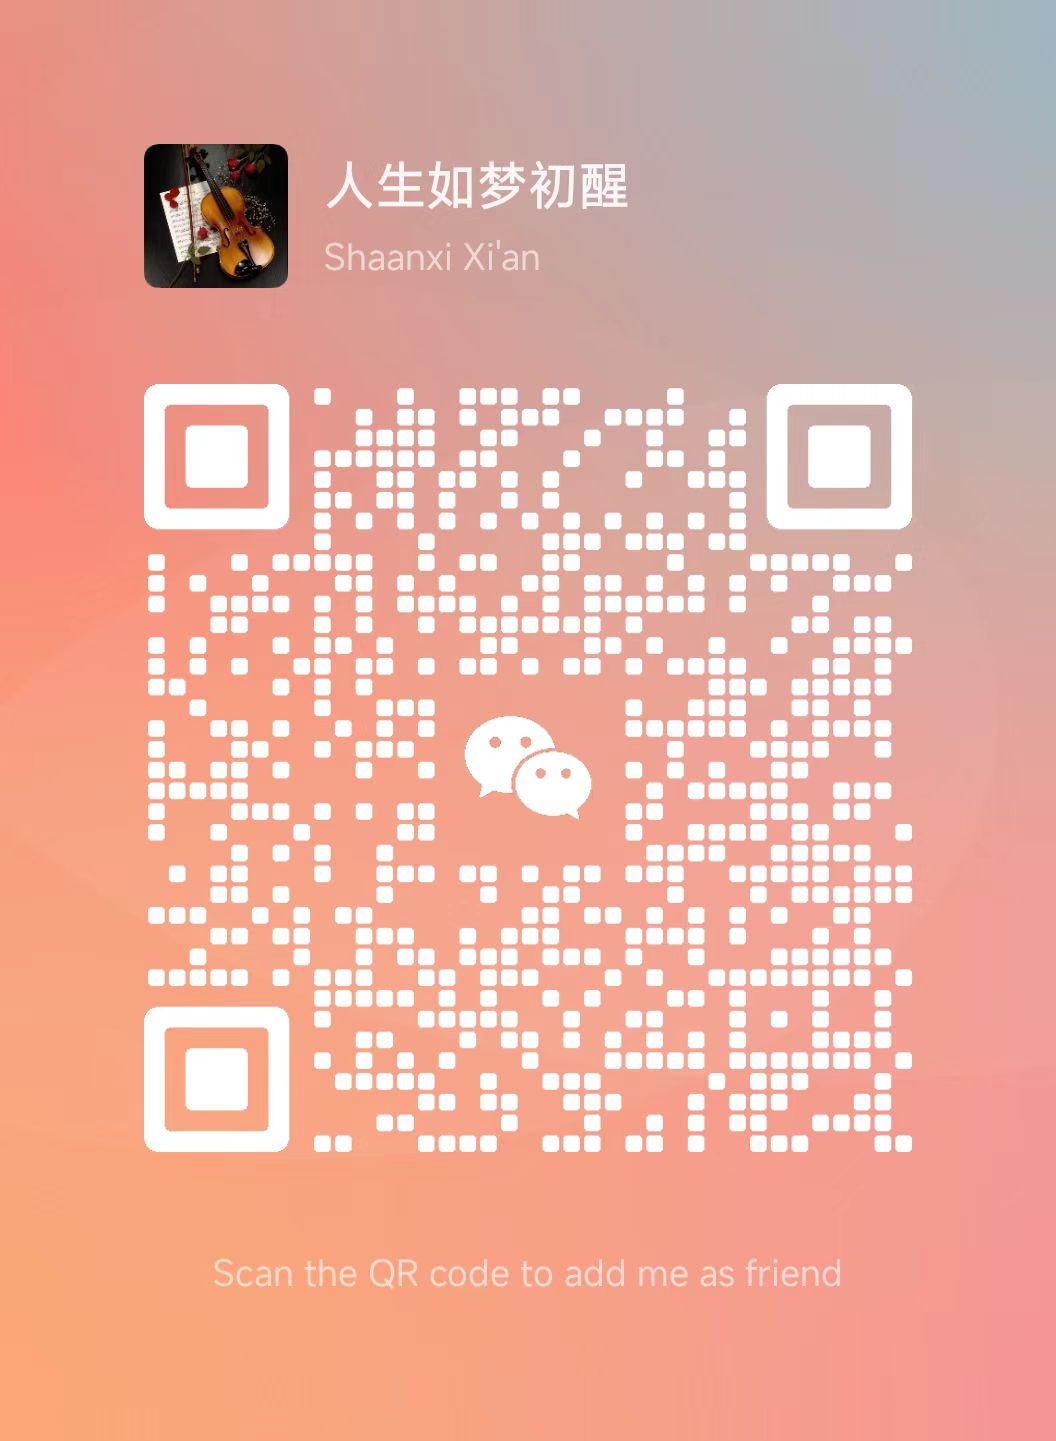 人生如梦初醒
Shaanxi Xi'an
Scan the QR code to add me as friend